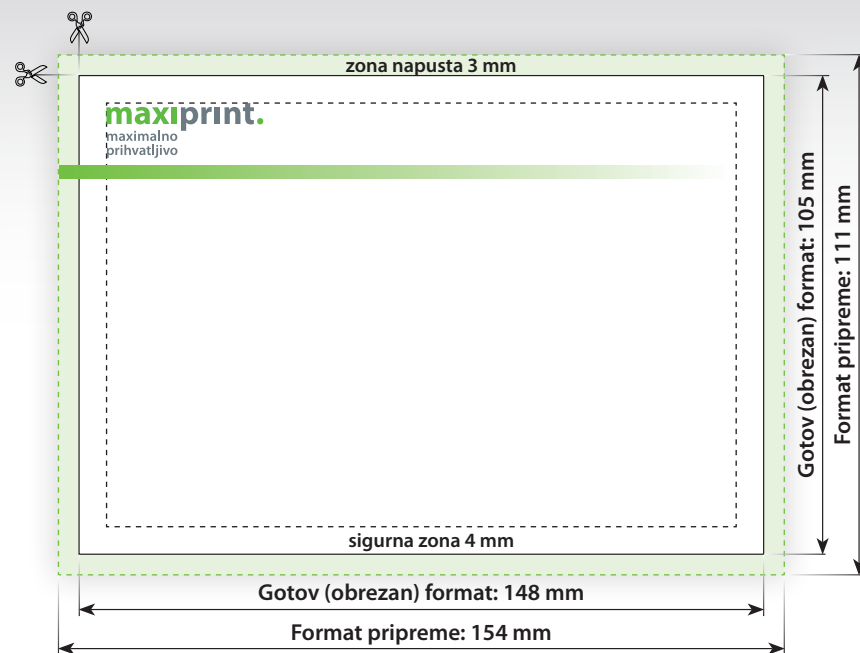 zona napusta 3 mm
maxiprint.
maximalno
prihvatljivo
sigurna zona 4 mm
Gotov (obrezan) format: 148 mm
Format pripreme: 154 mm
Gotov (obrezan) format: 105 mm
Format pripreme: 111 mm